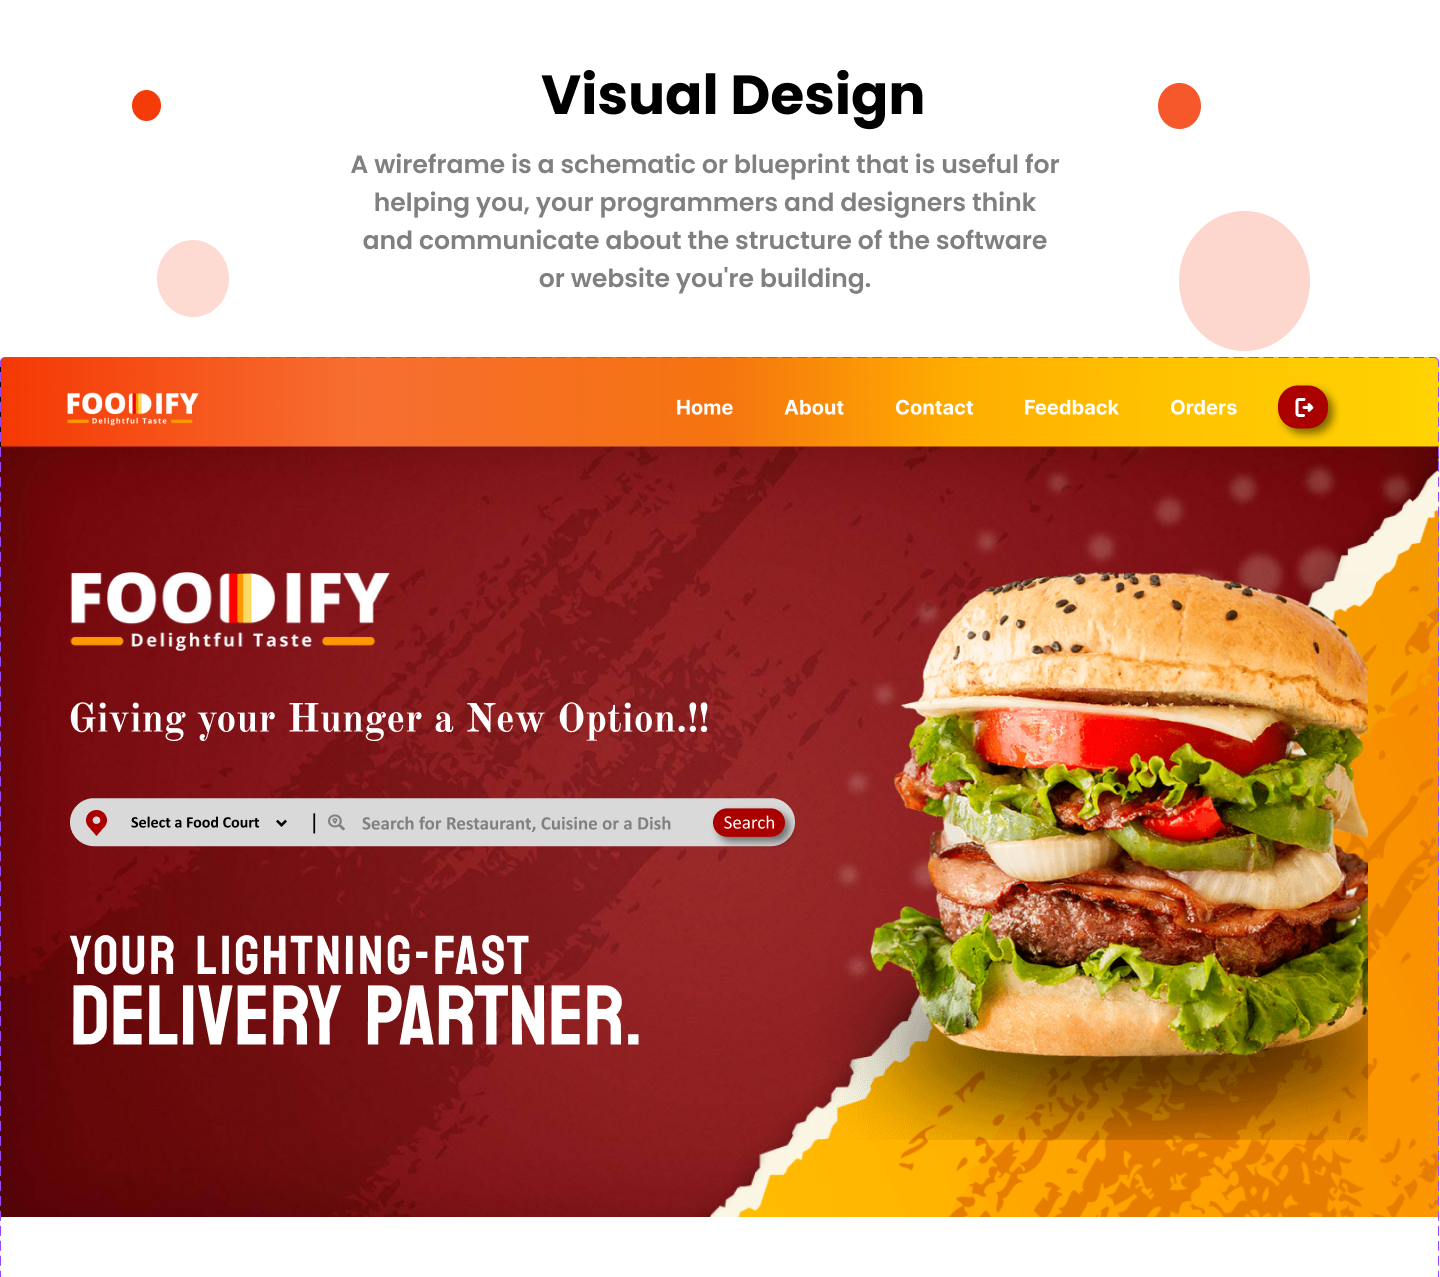 Visual Design
A wireframe is a schematic or blueprint that is useful for
helping you, your programmers and designers think
and communicate about the structure of the software
or website you're building.
FOODIFY
Delightful Taste
Home About Contact Feedback Orders
FOODIFY
Delightful Taste
Giving your Hunger a New Option.!!
Select a Food Court | Search for Restaurant, Cuisine or a Dish Search
YOUR LIGHTNING-FAST
DELIVERY PARTNER.